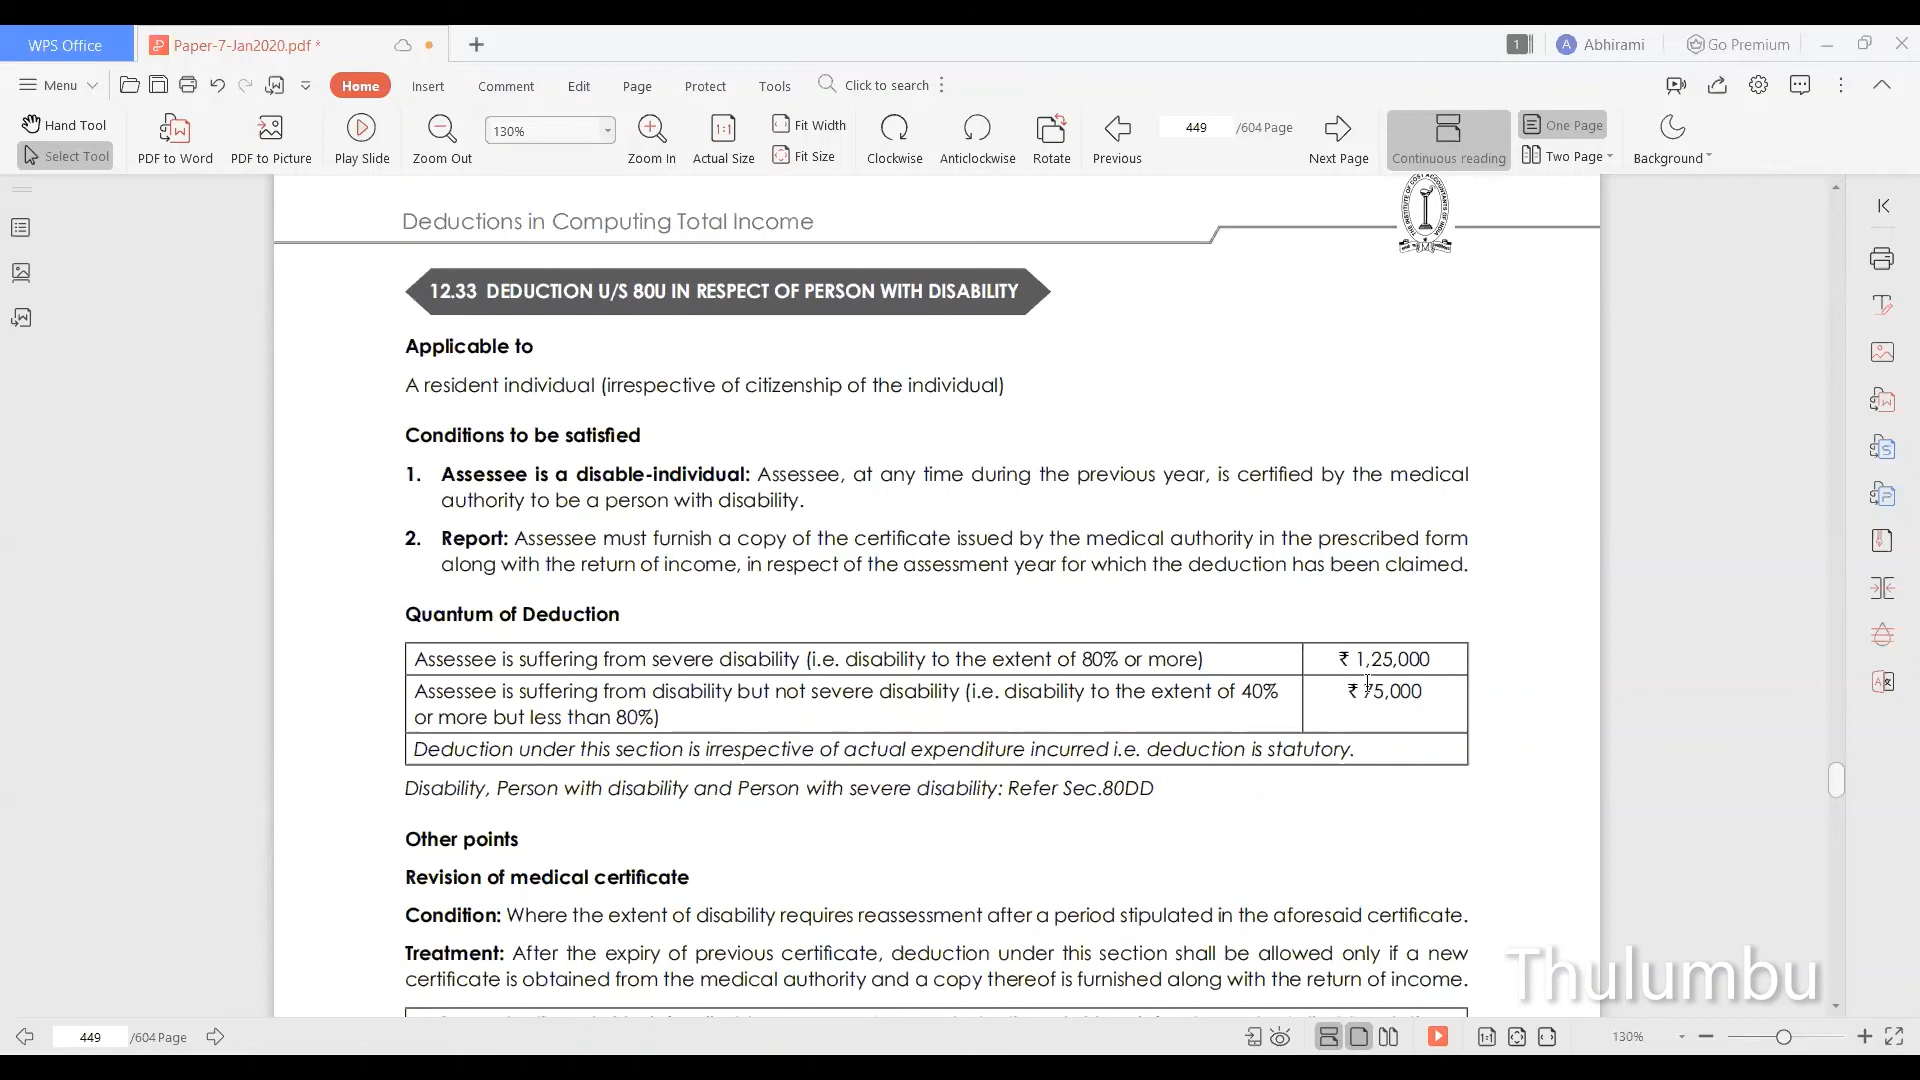 WPS Office
Paper-7-Jan2020.pdf *
1
A Abhirami
Go Premium
Menu
Home
Insert
Comment
Edit
Page
Protect
Tools
Click to search
Hand Tool
Select Tool
PDF to Word
PDF to Picture
Play Slide
Zoom Out
130%
Zoom In
1:1
Actual Size
Fit Width
Fit Size
Clockwise
Anticlockwise
Rotate
Previous
449 /604 Page
Next Page
Continuous reading
One Page
Two Page
Background
Deductions in Computing Total Income
12.33 DEDUCTION U/S 80U IN RESPECT OF PERSON WITH DISABILITY
Applicable to
A resident individual (irrespective of citizenship of the individual)
Conditions to be satisfied
1. Assessee is a disable-individual: Assessee, at any time during the previous year, is certified by the medical
authority to be a person with disability.
2. Report: Assessee must furnish a copy of the certificate issued by the medical authority in the prescribed form
along with the return of income, in respect of the assessment year for which the deduction has been claimed.
Quantum of Deduction
Assessee is suffering from severe disability (i.e. disability to the extent of 80% or more) ₹ 1,25,000
Assessee is suffering from disability but not severe disability (i.e. disability to the extent of 40% ₹ 75,000
or more but less than 80%)
Deduction under this section is irrespective of actual expenditure incurred i.e. deduction is statutory.
Disability, Person with disability and Person with severe disability: Refer Sec.80DD
Other points
Revision of medical certificate
Condition: Where the extent of disability requires reassessment after a period stipulated in the aforesaid certificate.
Treatment: After the expiry of previous certificate, deduction under this section shall be allowed only if a new
certificate is obtained from the medical authority and a copy thereof is furnished along with the return of income.
Thulumbu
449 /604 Page
130%